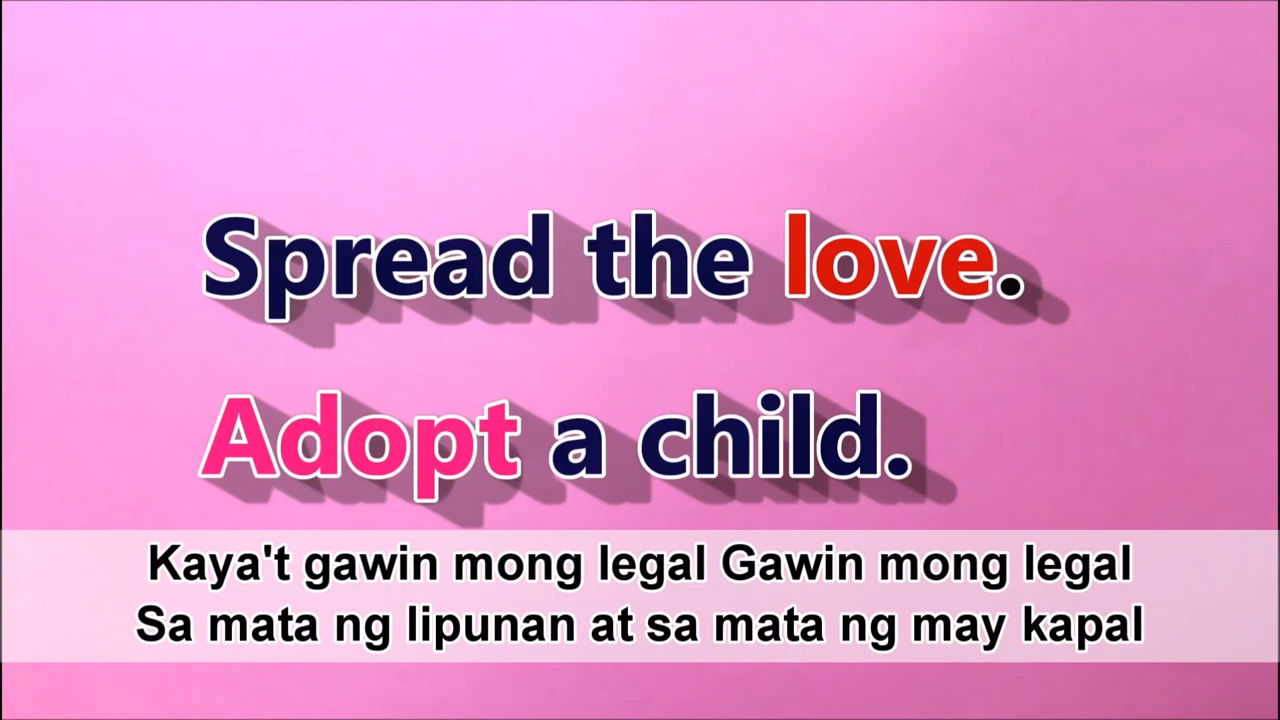 Spread the love.
Adopt a child.
Kaya't gawin mong legal Gawin mong legal
Sa mata ng lipunan at sa mata ng may kapal